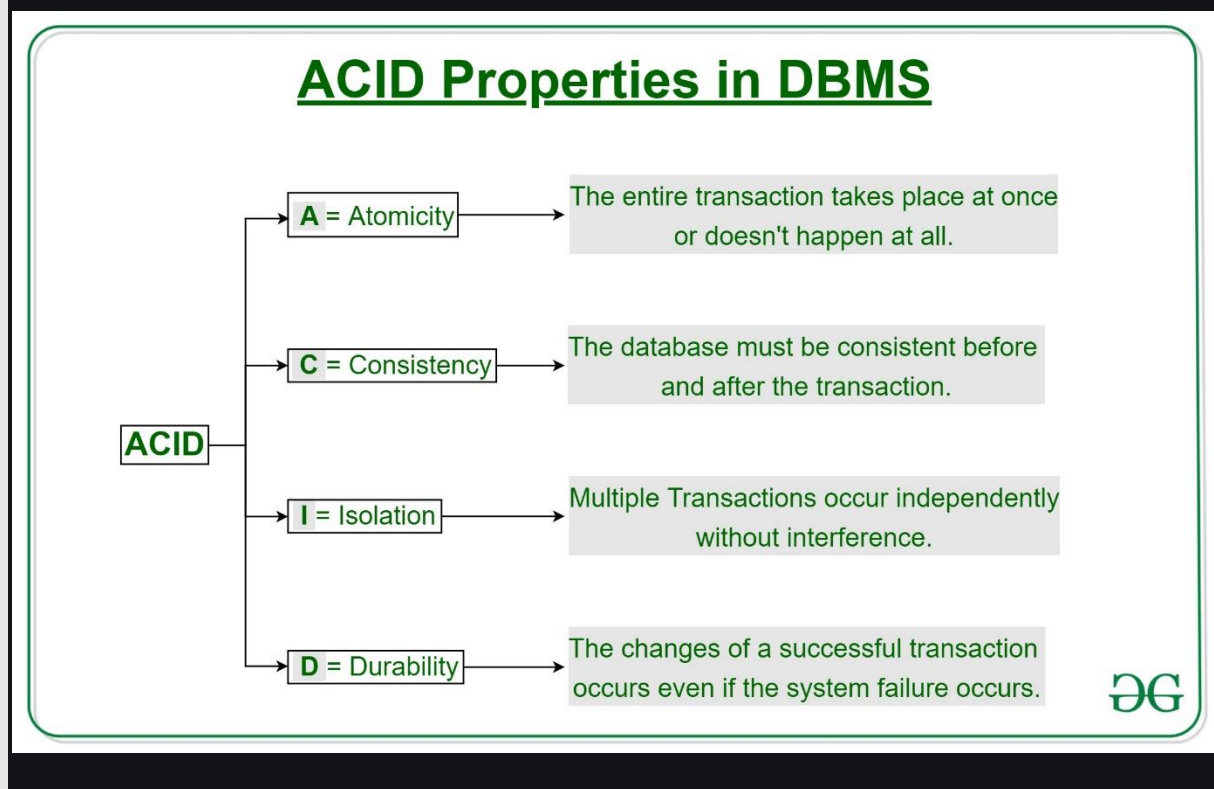 ACID Properties in DBMS
A = Atomicity
The entire transaction takes place at once
or doesn't happen at all.
C = Consistency
The database must be consistent before
and after the transaction.
ACID
I = Isolation
Multiple Transactions occur independently
without interference.
D = Durability
The changes of a successful transaction
occurs even if the system failure occurs.